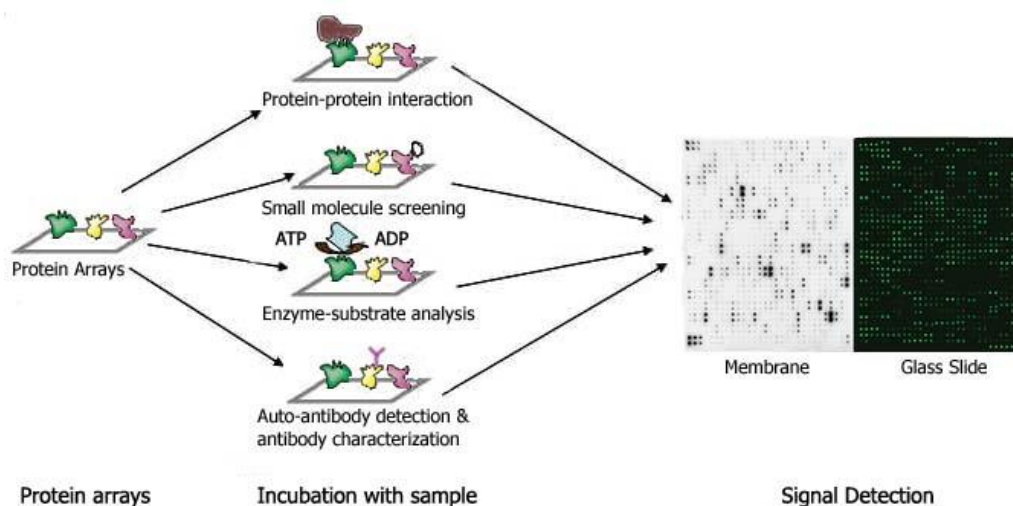 Protein-protein interaction
Small molecule screening
ATP
ADP
Protein Arrays
Enzyme-substrate analysis
Membrane
Glass Slide
Auto-antibody detection &
antibody characterization
Protein arrays
Incubation with sample
Signal Detection